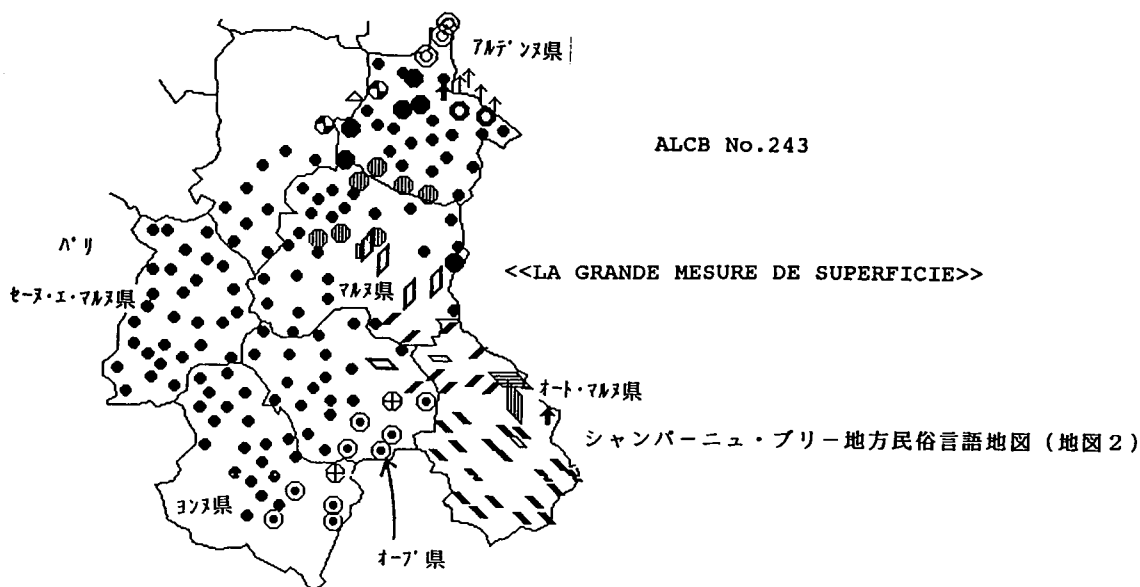 アルデンヌ県
ALCB No.243
パリ
<<LA GRANDE MESURE DE SUPERFICIE>>
マルヌ県
セーヌ・エ・マルヌ県
オート・マルヌ県
シャンパーニュ・ブリー地方民俗言語地図（地図２）
ヨンヌ県
オーブ県